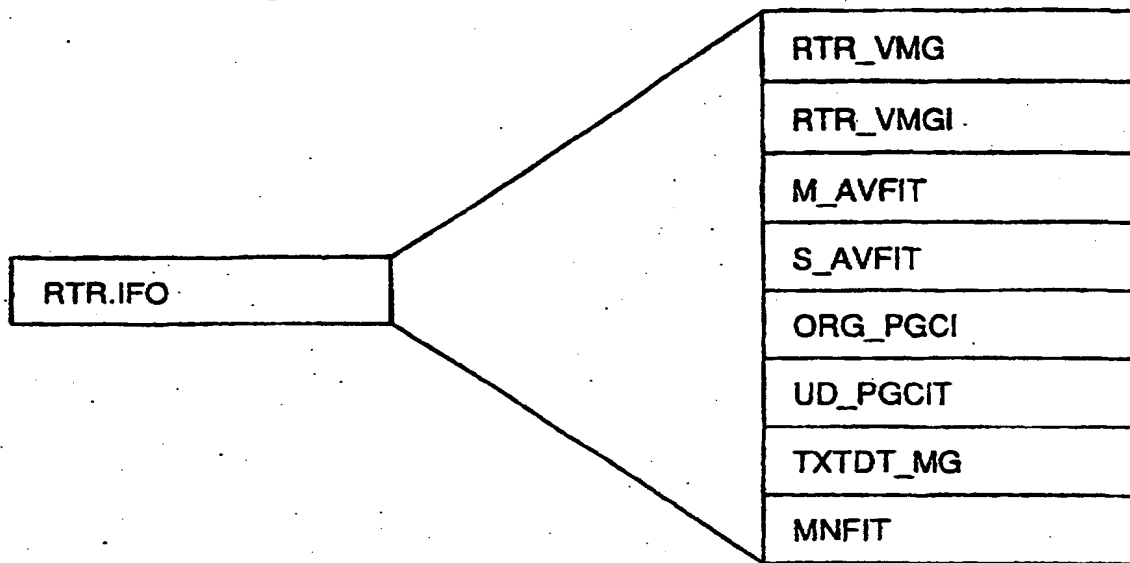 RTR.IFO
RTR_VMG
RTR_VMGI
M_AVFIT
S_AVFIT
ORG_PGCI
UD_PGCIT
TXTDT_MG
MNFIT